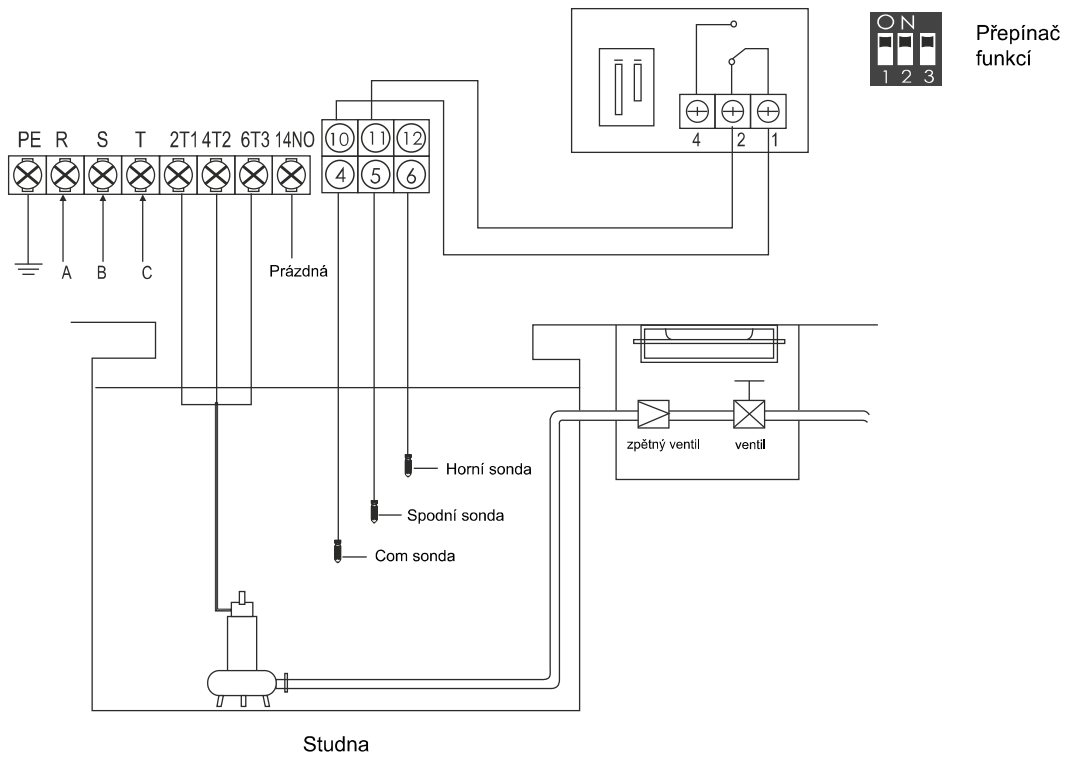 ON
1 2 3
Přepínač
funkcí
4 2 1
PE R S T 2T1 4T2 6T3 14NO
10 11 12
4 5 6
A B C
Prázdná
zpětný ventil
ventil
Horní sonda
Spodní sonda
Com sonda
Studna